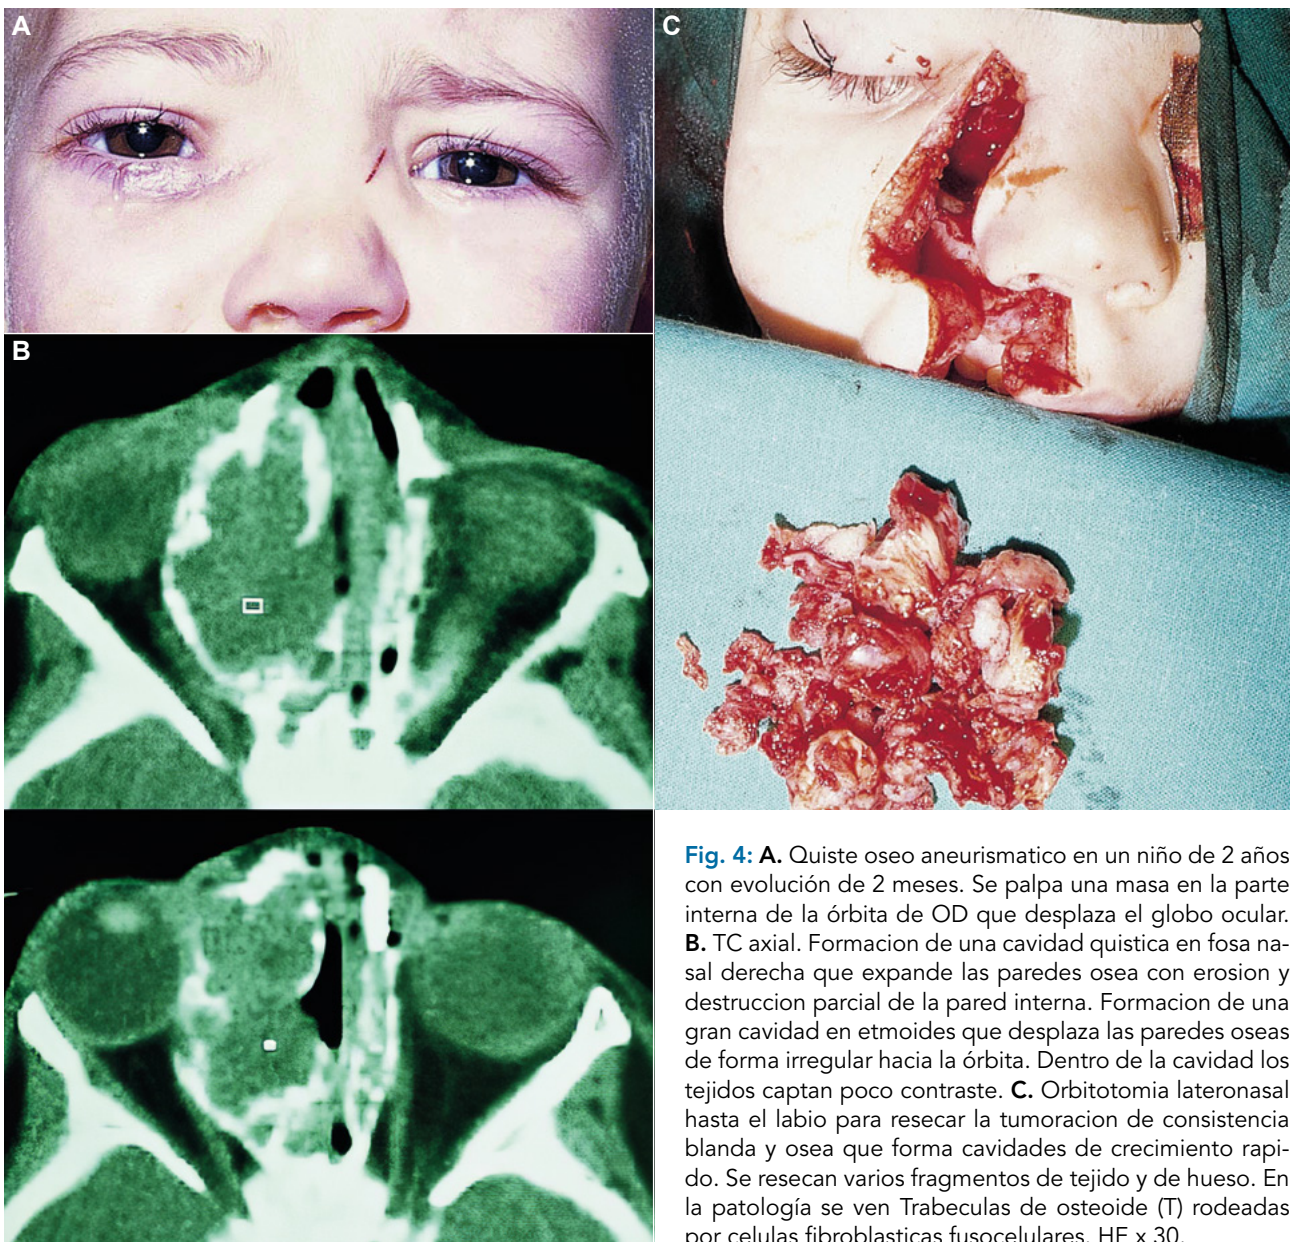 A
C
B
Fig. 4: A. Quiste oseo aneurismatico en un niño de 2 años
con evolución de 2 meses. Se palpa una masa en la parte
interna de la órbita de OD que desplaza el globo ocular.
B. TC axial. Formacion de una cavidad quistica en fosa na-
sal derecha que expande las paredes osea con erosion y
destruccion parcial de la pared interna. Formacion de una
gran cavidad en etmoides que desplaza las paredes oseas
de forma irregular hacia la órbita. Dentro de la cavidad los
tejidos captan poco contraste. C. Orbitotomia lateronasal
hasta el labio para resecar la tumoracion de consistencia
blanda y osea que forma cavidades de crecimiento rapi-
do. Se resecan varios fragmentos de tejido y de hueso. En
la patología se ven Trabeculas de osteoide (T) rodeadas
por celulas fibroblasticas fusocelulares. HE x 30.